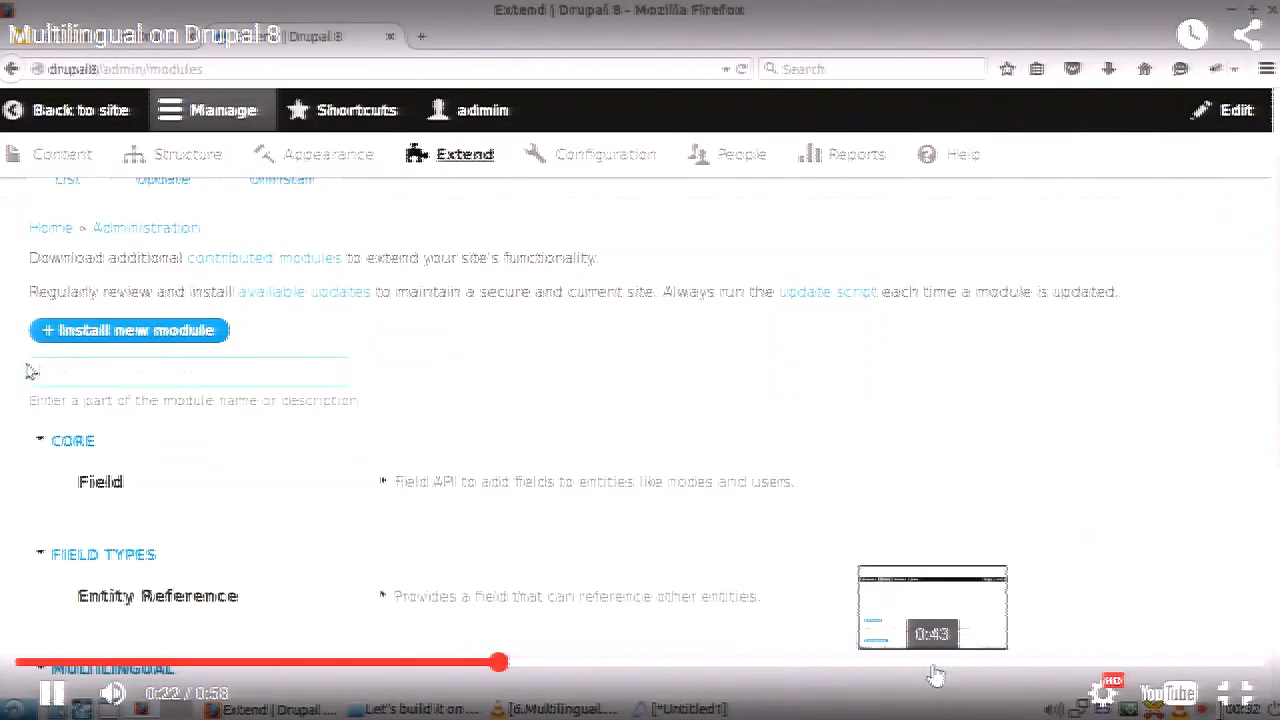 Extend | Drupal 8 - Mozilla Firefox
Multilingual on Drupal 8
| Drupal 8
drupal8/admin/modules
Search
Back to site Manage Shortcuts admin Edit
Content Structure Appearance Extend Configuration People Reports Help
List Update Uninstall
Home » Administration
Download additional contributed modules to extend your site's functionality.
Regularly review and install available updates to maintain a secure and current site. Always run the update script each time a module is updated.
+ Install new module
Enter a part of the module name or description
CORE
Field
Field API to add fields to entities like nodes and users.
FIELD TYPES
Entity Reference
Provides a field that can reference other entities.
0:43
MULTILINGUAL
0:22 / 0:58
HD
YouTube
Extend | Drupal ...
Let's build it on ...
[6.Multilingual...
[*Untitled1]
00:32